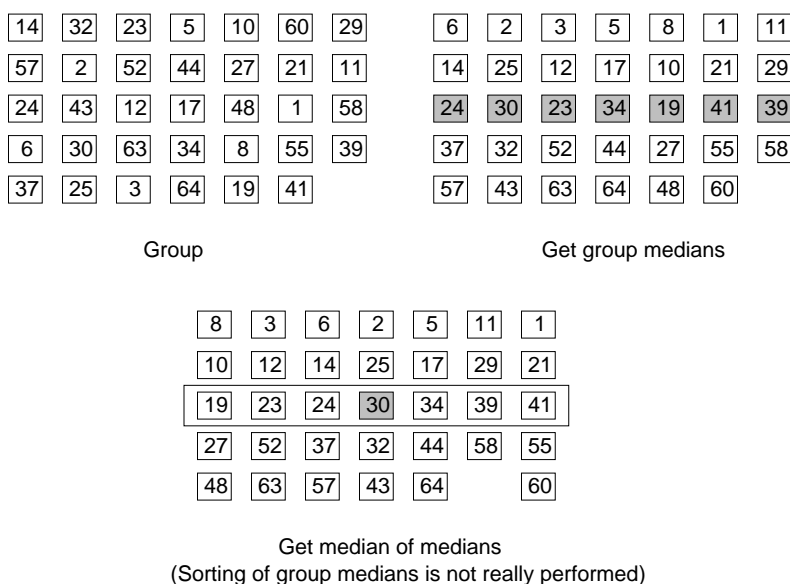 14 32 23 5 10 60 29
57 2 52 44 27 21 11
24 43 12 17 48 1 58
6 30 63 34 8 55 39
37 25 3 64 19 41
Group
6 2 3 5 8 1 11
14 25 12 17 10 21 29
24 30 23 34 19 41 39
37 32 52 44 27 55 58
57 43 63 64 48 60
Get group medians
8 3 6 2 5 11 1
10 12 14 25 17 29 21
19 23 24 30 34 39 41
27 52 37 32 44 58 55
48 63 57 43 64 60
Get median of medians
(Sorting of group medians is not really performed)